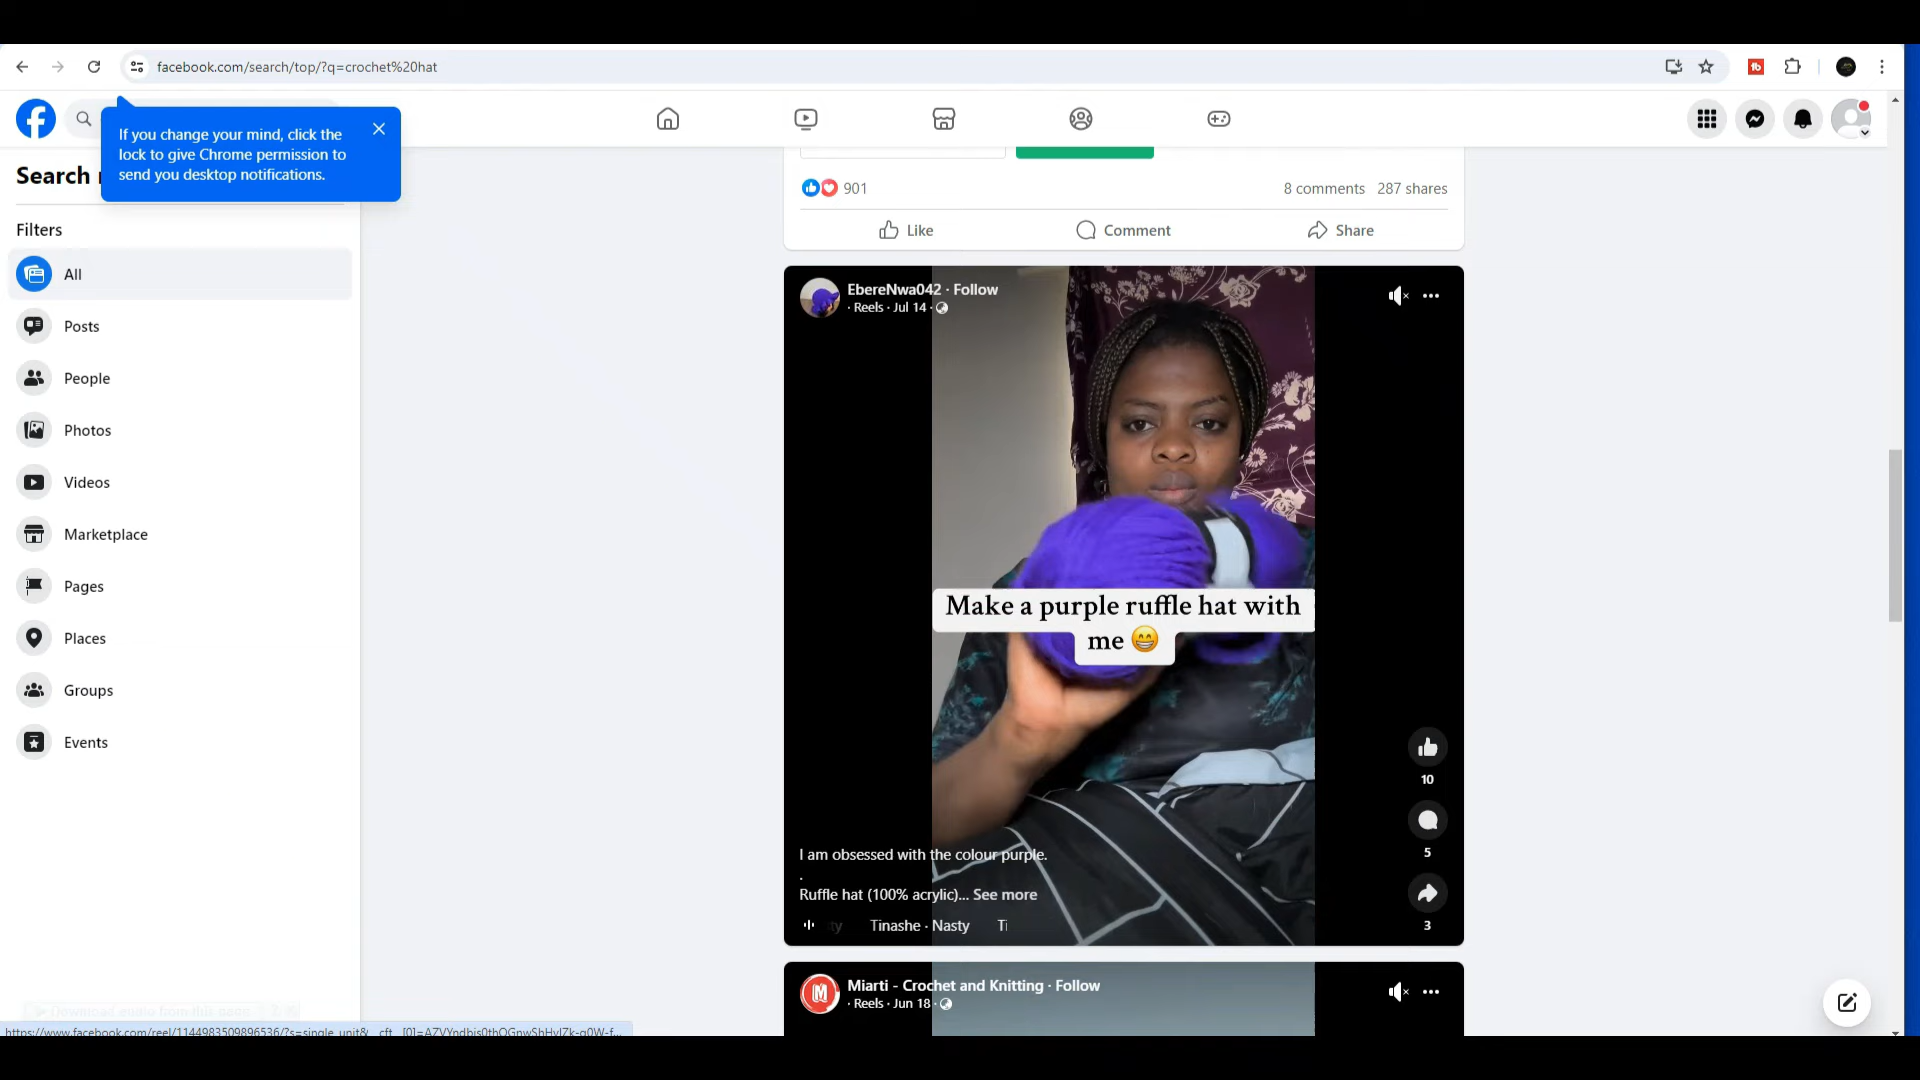 facebook.com/search/top/?q=crochet%20hat
If you change your mind, click the
lock to give Chrome permission to
send you desktop notifications.
Search
Filters
All
Posts
People
Photos
Videos
Marketplace
Pages
Places
Groups
Events
901
8 comments 287 shares
Like
Comment
Share
EbereNwa042 · Follow
· Reels · Jul 14 ·
Make a purple ruffle hat with
me 😁
I am obsessed with the colour purple.
.
Ruffle hat (100% acrylic)... See more
ty Tinashe · Nasty Ti
10
5
3
Miarti - Crochet and Knitting · Follow
· Reels · Jun 18 ·